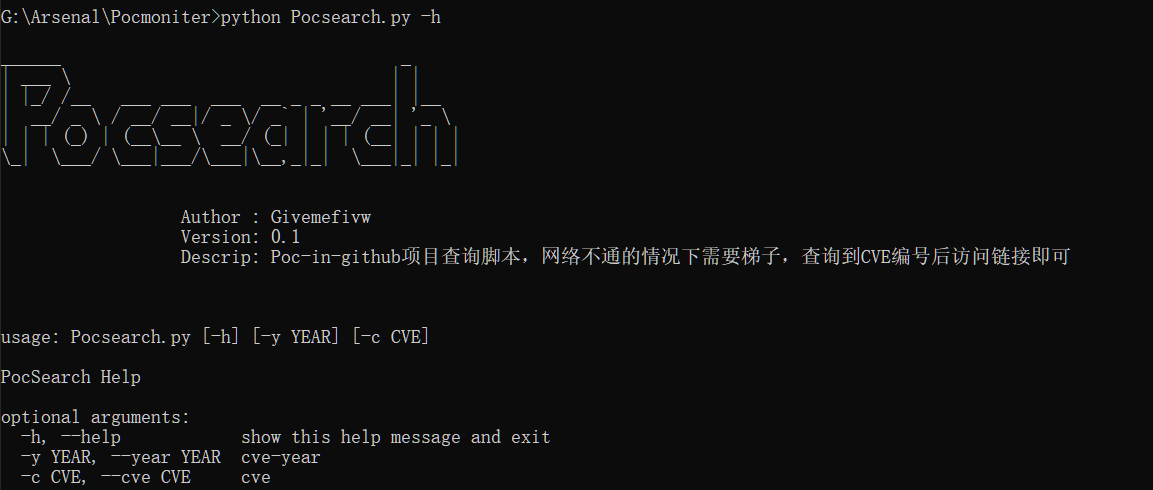 G:\Arsenal\Pocmoniter>python Pocsearch.py -h
Pocsearch
Author : Givemefivw
Version: 0.1
Descrip: Poc-in-github项目查询脚本，网络不通的情况下需要梯子，查询到CVE编号后访问链接即可
usage: Pocsearch.py [-h] [-y YEAR] [-c CVE]
PocSearch Help
optional arguments:
-h, --help show this help message and exit
-y YEAR, --year YEAR cve-year
-c CVE, --cve CVE cve